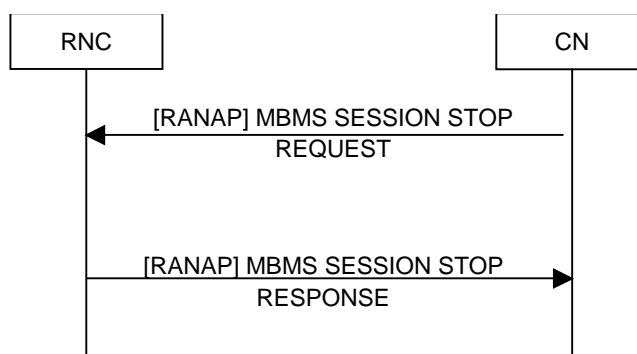 RNC
CN
[RANAP] MBMS SESSION STOP
REQUEST
[RANAP] MBMS SESSION STOP
RESPONSE